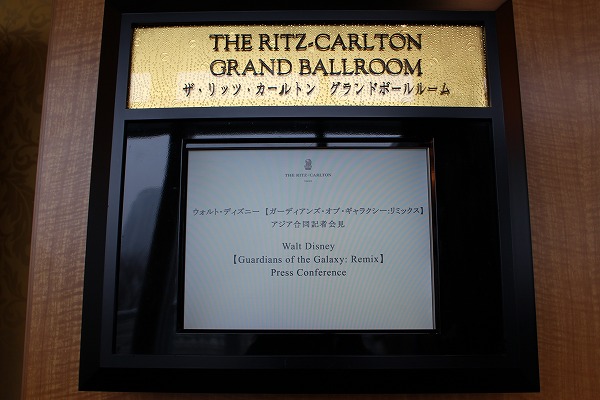 THE RITZ-CARLTON
GRAND BALLROOM
ザ・リッツ・カールトン グランドボールルーム
THE RITZ-CARLTON
ウォルト・ディズニー 【ガーディアンズ・オブ・ギャラクシー:リミックス】
アジア合同記者会見
Walt Disney
【Guardians of the Galaxy: Remix】
Press Conference